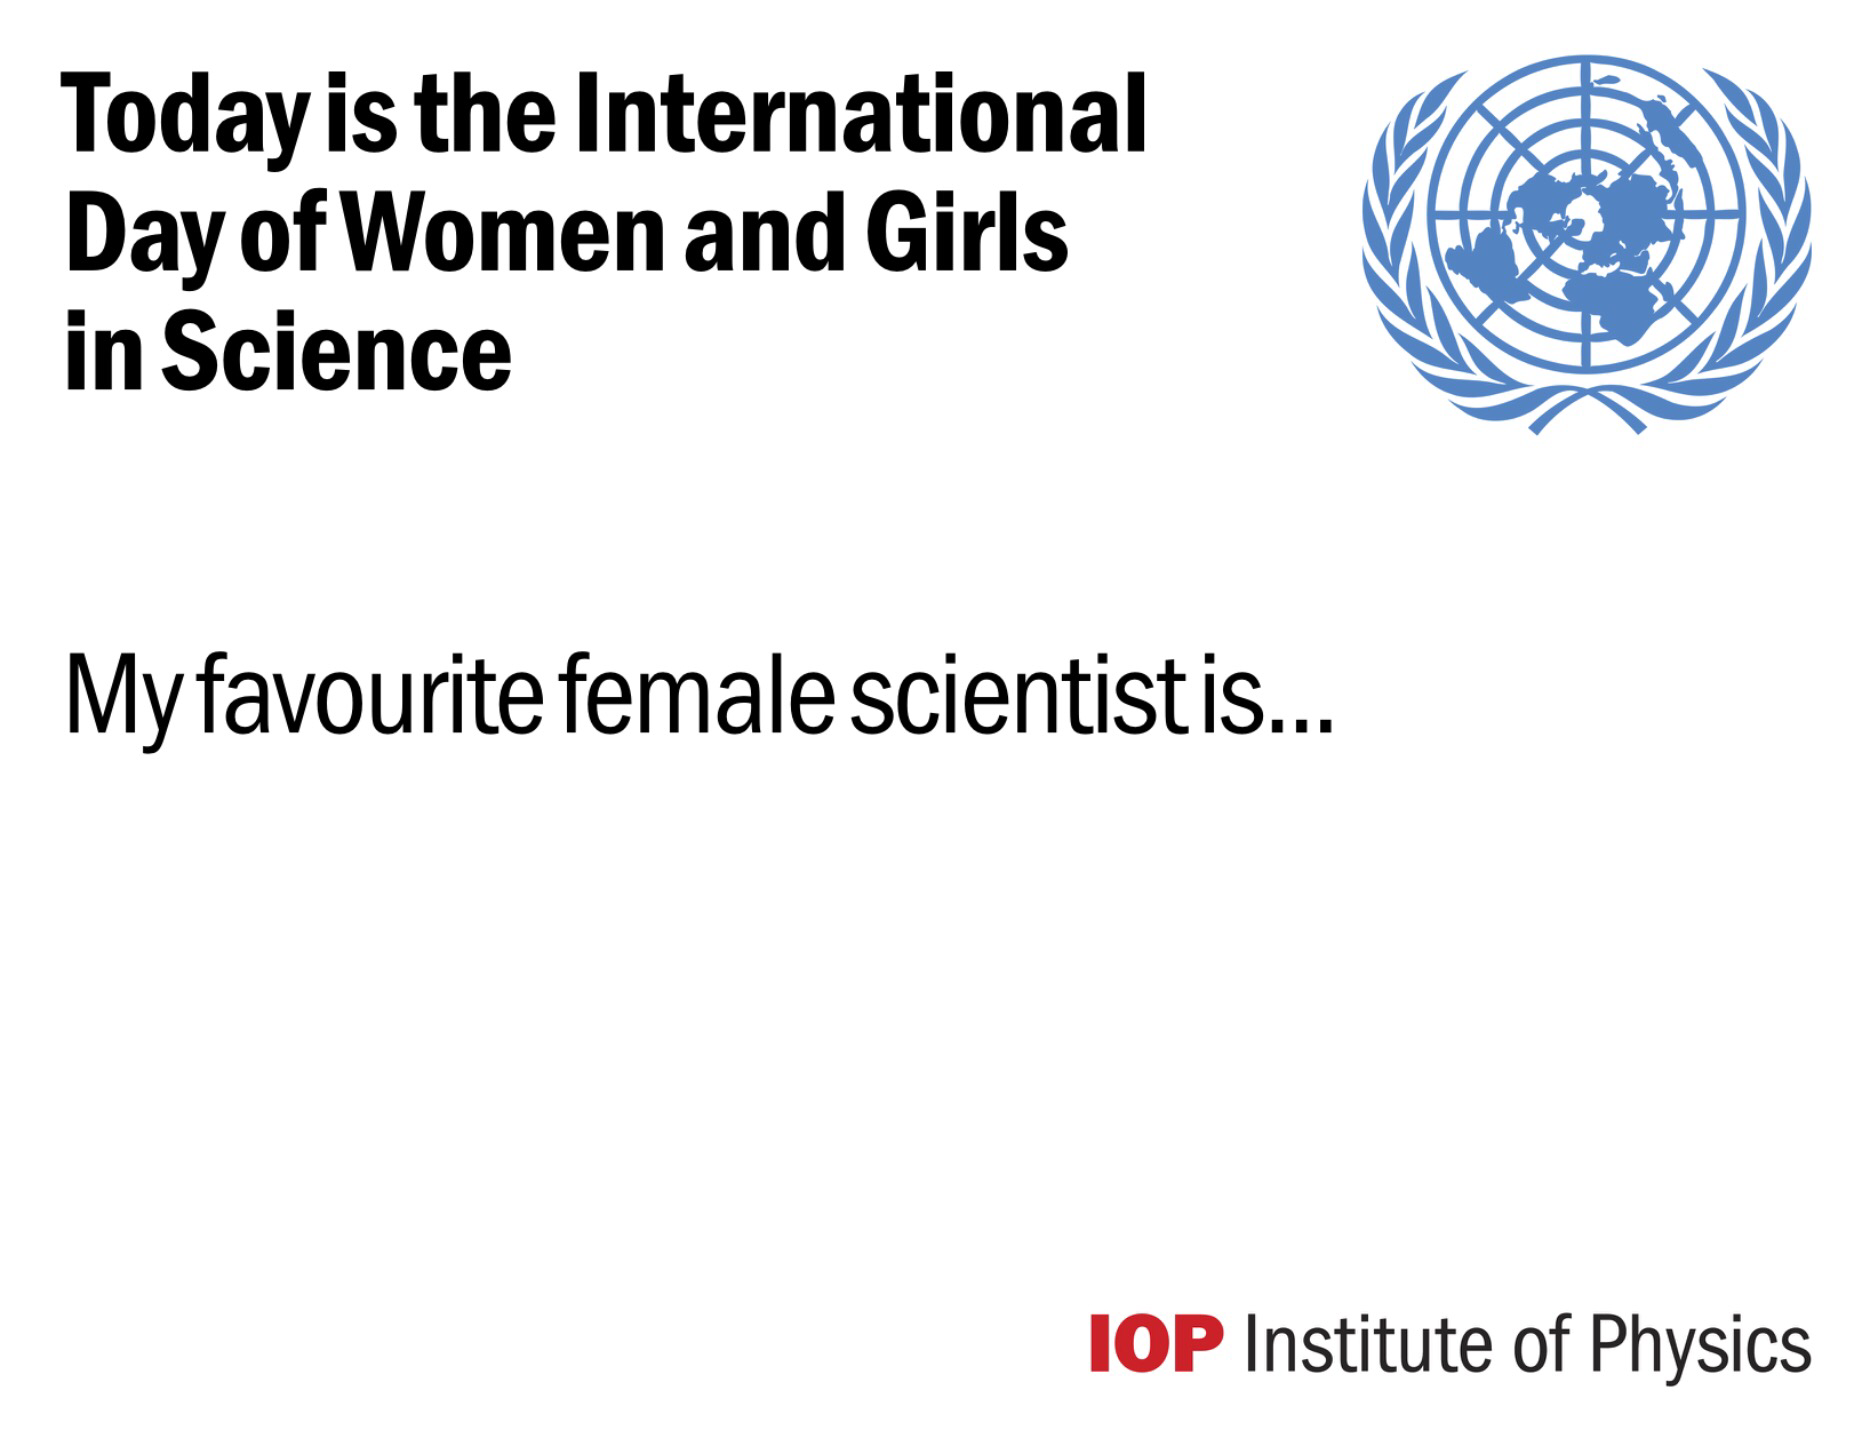 Today is the International
Day of Women and Girls
in Science
My favourite female scientist is...
IOP Institute of Physics